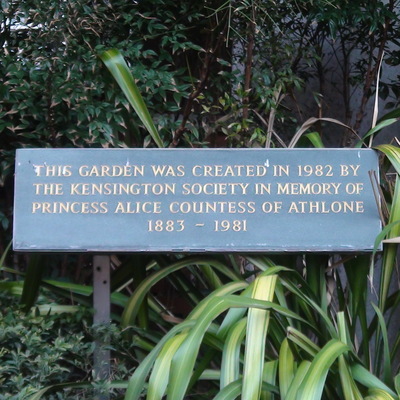 THIS GARDEN WAS CREATED IN 1982 BY
THE KENSINGTON SOCIETY IN MEMORY OF
PRINCESS ALICE COUNTESS OF ATHLONE
1883 - 1981